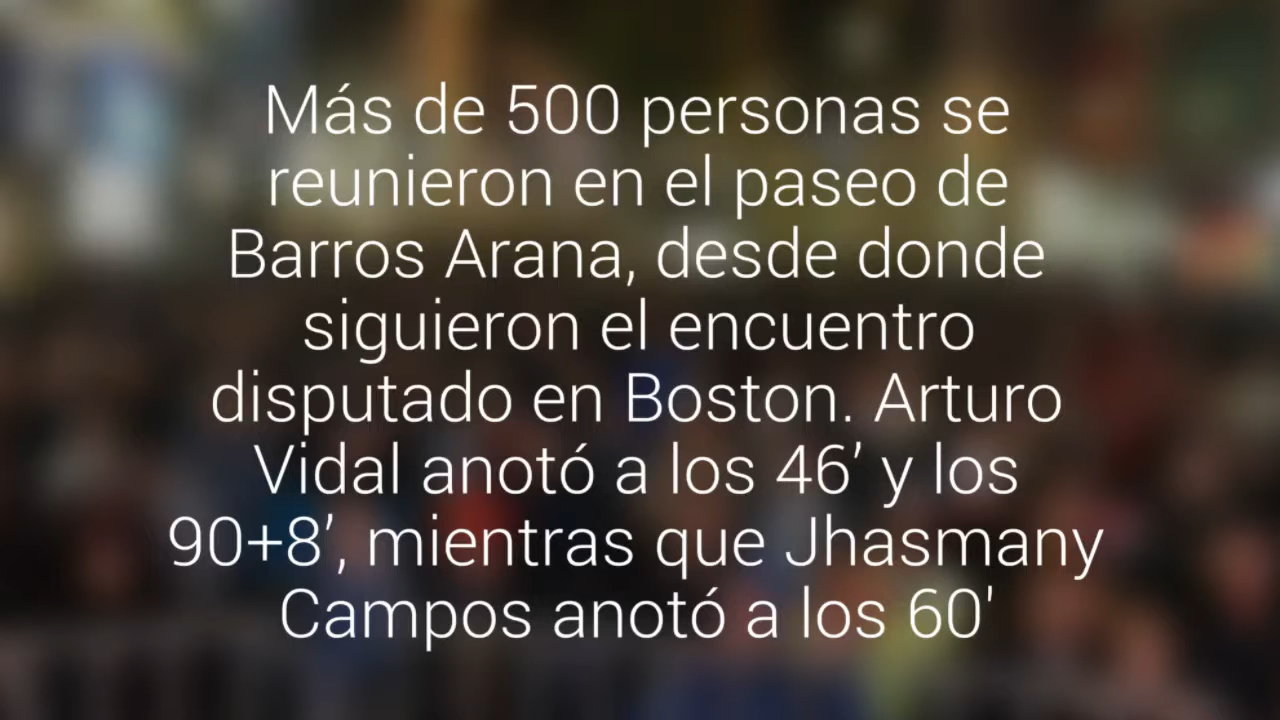 Más de 500 personas se
reunieron en el paseo de
Barros Arana, desde donde
siguieron el encuentro
disputado en Boston. Arturo
Vidal anotó a los 46’ y los
90+8’, mientras que Jhasmany
Campos anotó a los 60'